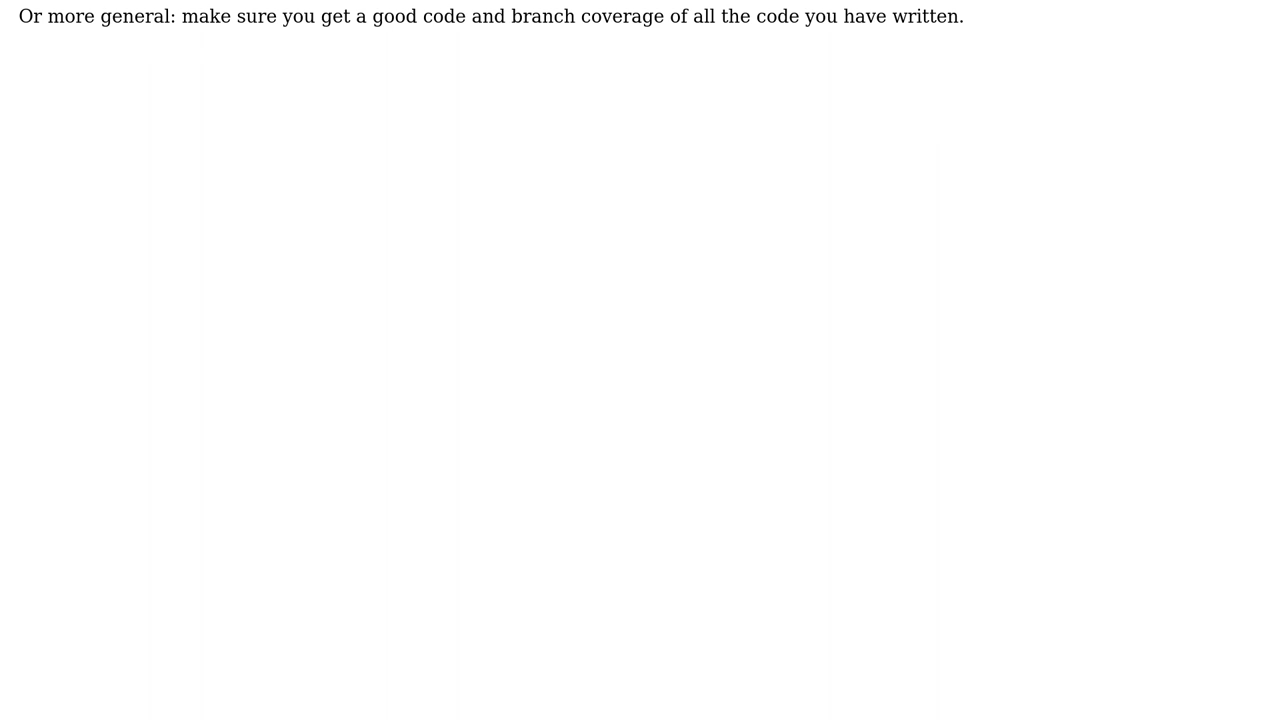 Or more general: make sure you get a good code and branch coverage of all the code you have written.